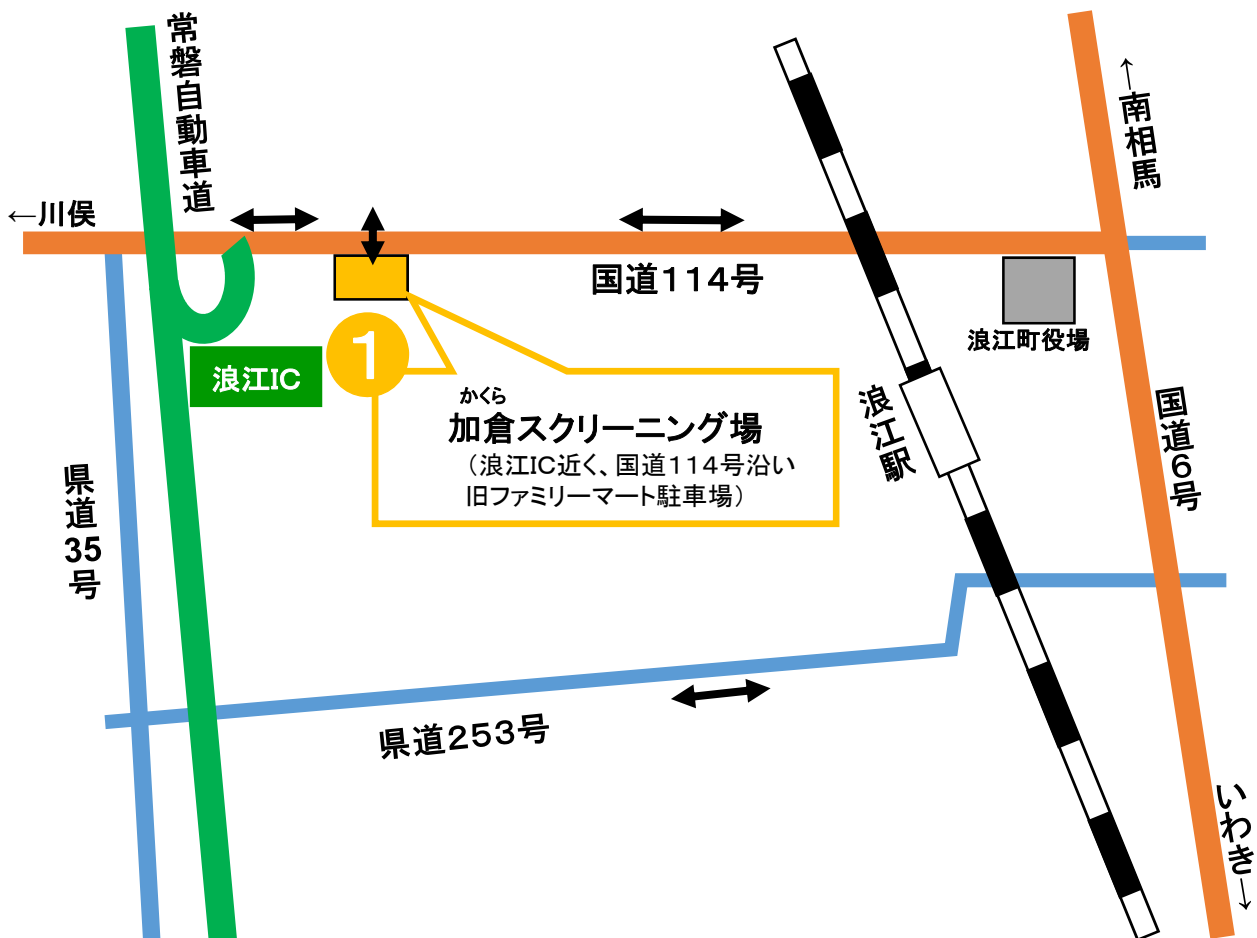 常磐自動車道
←南相馬
←川俣
国道114号
浪江町役場
浪江IC
1
かくら
加倉スクリーニング場
（浪江IC近く、国道114号沿い
旧ファミリーマート駐車場）
浪江駅
国道6号
県道35号
県道253号
いわき→